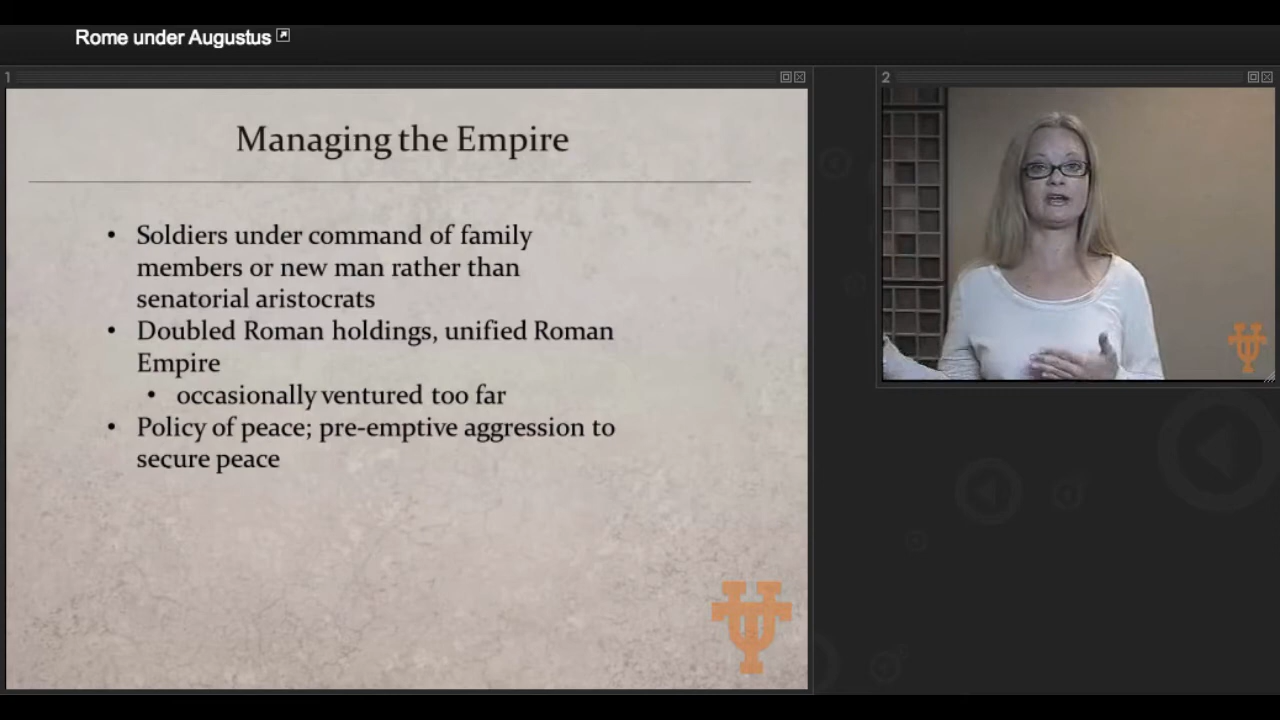 Rome under Augustus
1
2
Managing the Empire
• Soldiers under command of family
members or new man rather than
senatorial aristocrats
• Doubled Roman holdings, unified Roman
Empire
• occasionally ventured too far
• Policy of peace; pre-emptive aggression to
secure peace
UT
UT